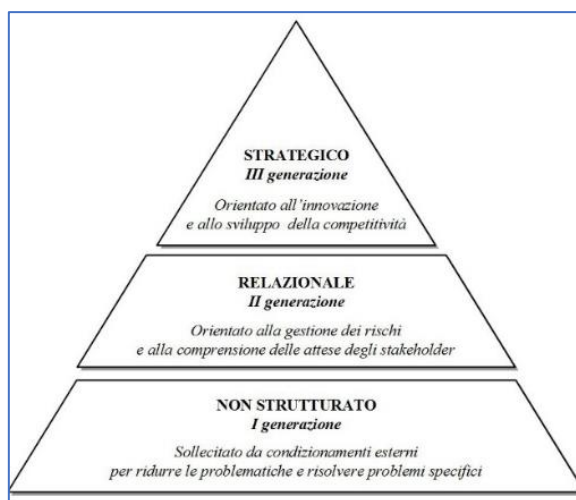 STRATEGICO
III generazione
Orientato all'innovazione
e allo sviluppo della competitività
RELAZIONALE
II generazione
Orientato alla gestione dei rischi
e alla comprensione delle attese degli stakeholder
NON STRUTTURATO
I generazione
Sollecitato da condizionamenti esterni
per ridurre le problematiche e risolvere problemi specifici